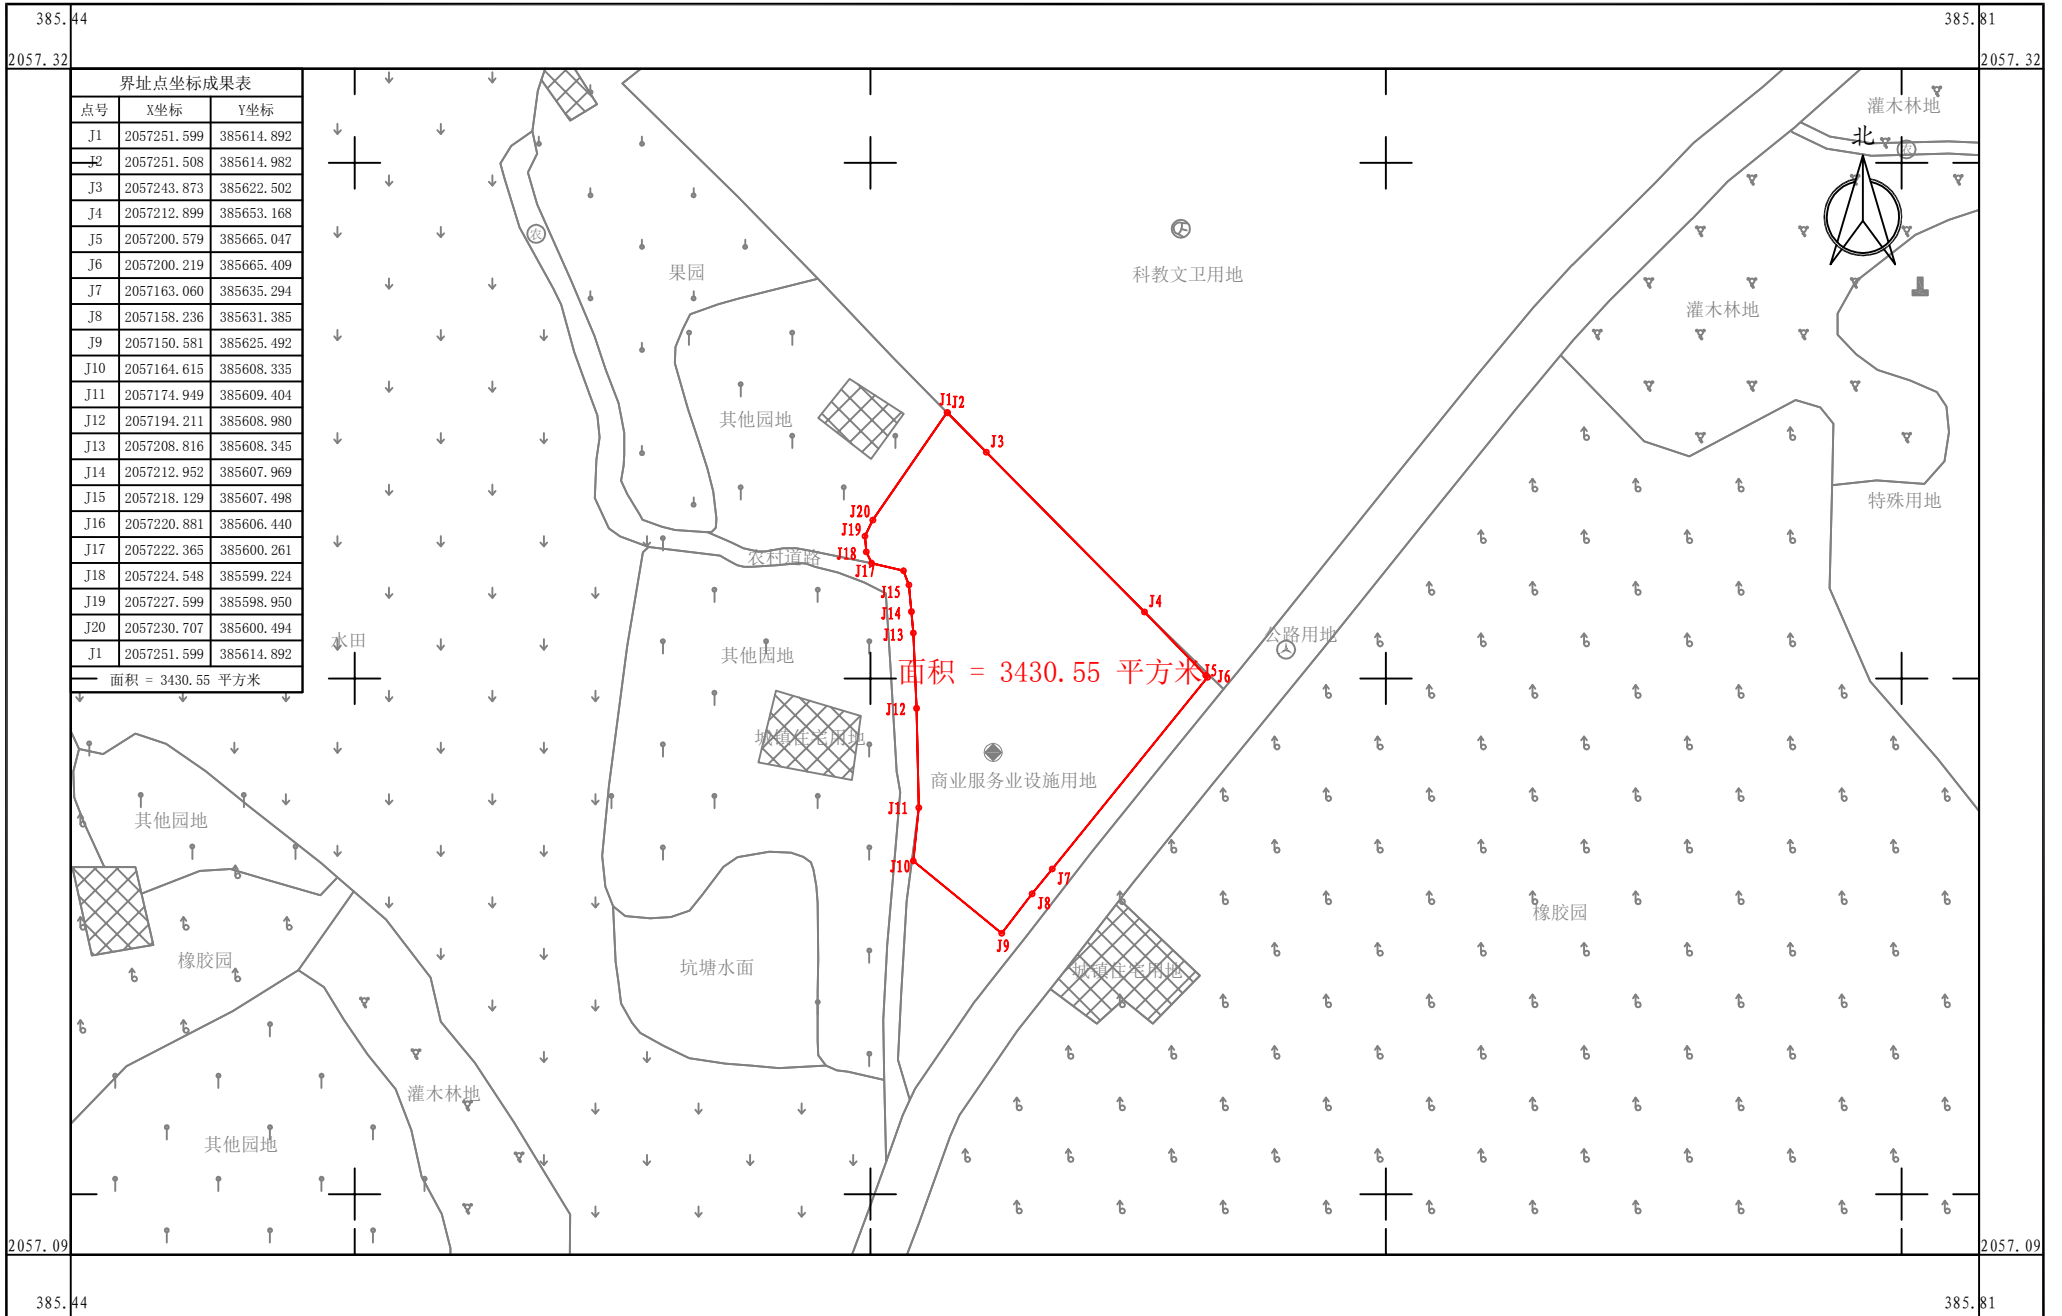 385.44
385.81
2057.32
2057.32
界址点坐标成果表
点号 X坐标 Y坐标
J1 2057251.599 385614.892
J2 2057251.508 385614.982
J3 2057243.873 385622.502
J4 2057212.899 385653.168
J5 2057200.579 385665.047
J6 2057200.219 385665.409
J7 2057163.060 385635.294
J8 2057158.236 385631.385
J9 2057150.581 385625.492
J10 2057164.615 385608.335
J11 2057174.949 385609.404
J12 2057194.211 385608.980
J13 2057208.816 385608.345
J14 2057212.952 385607.969
J15 2057218.129 385607.498
J16 2057220.881 385606.440
J17 2057222.365 385600.261
J18 2057224.548 385599.224
J19 2057227.599 385598.950
J20 2057230.707 385600.494
J1 2057251.599 385614.892
面积 = 3430.55 平方米
灌木林地
北
农
农
果园
科教文卫用地
灌木林地
其他园地
J1
J2
J3
特殊用地
J20
J19
J18
农村道路
J17
J15
J4
J14
J13
水田
公路用地
其他园地
面积 = 3430.55 平方米
J5
J6
J12
城镇住宅用地
商业服务业设施用地
J11
其他园地
J10
J7
J8
橡胶园
J9
橡胶园
坑塘水面
城镇住宅用地
灌木林地
其他园地
2057.09
2057.09
385.44
385.81